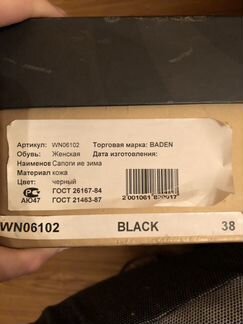 Артикул: WN06102 Торговая марка: BADEN
Обувь: Женская Дата изготовления:
Наименов Сапоги ие зима
Материал кожа
Цвет: черный
ГОСТ 26167-84
АЮ47 ГОСТ 21463-87
WN06102 BLACK 38